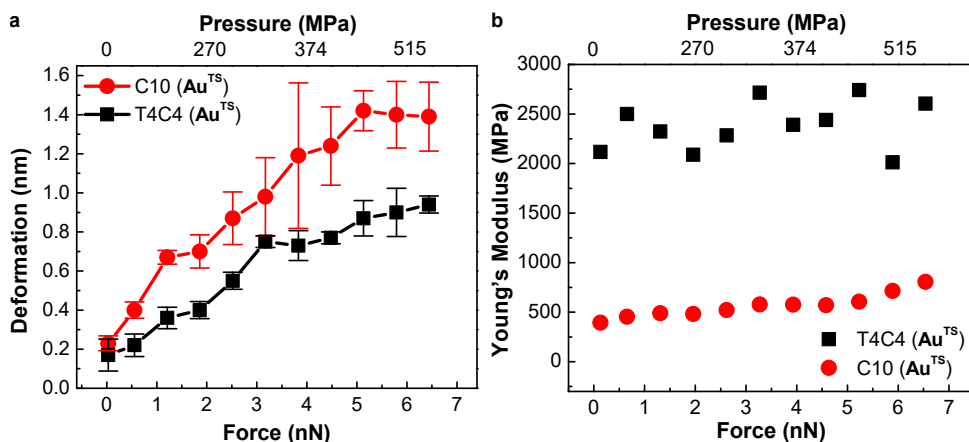 a
Pressure (MPa)
0 270 374 515
1.6
1.4
1.2
1.0
0.8
0.6
0.4
0.2
0.0
Deformation (nm)
C10 (Au^TS)
T4C4 (Au^TS)
0 1 2 3 4 5 6 7
Force (nN)
b
Pressure (MPa)
0 270 374 515
3000
2500
2000
1500
1000
500
0
Young's Modulus (MPa)
T4C4 (Au^TS)
C10 (Au^TS)
0 1 2 3 4 5 6 7
Force (nN)